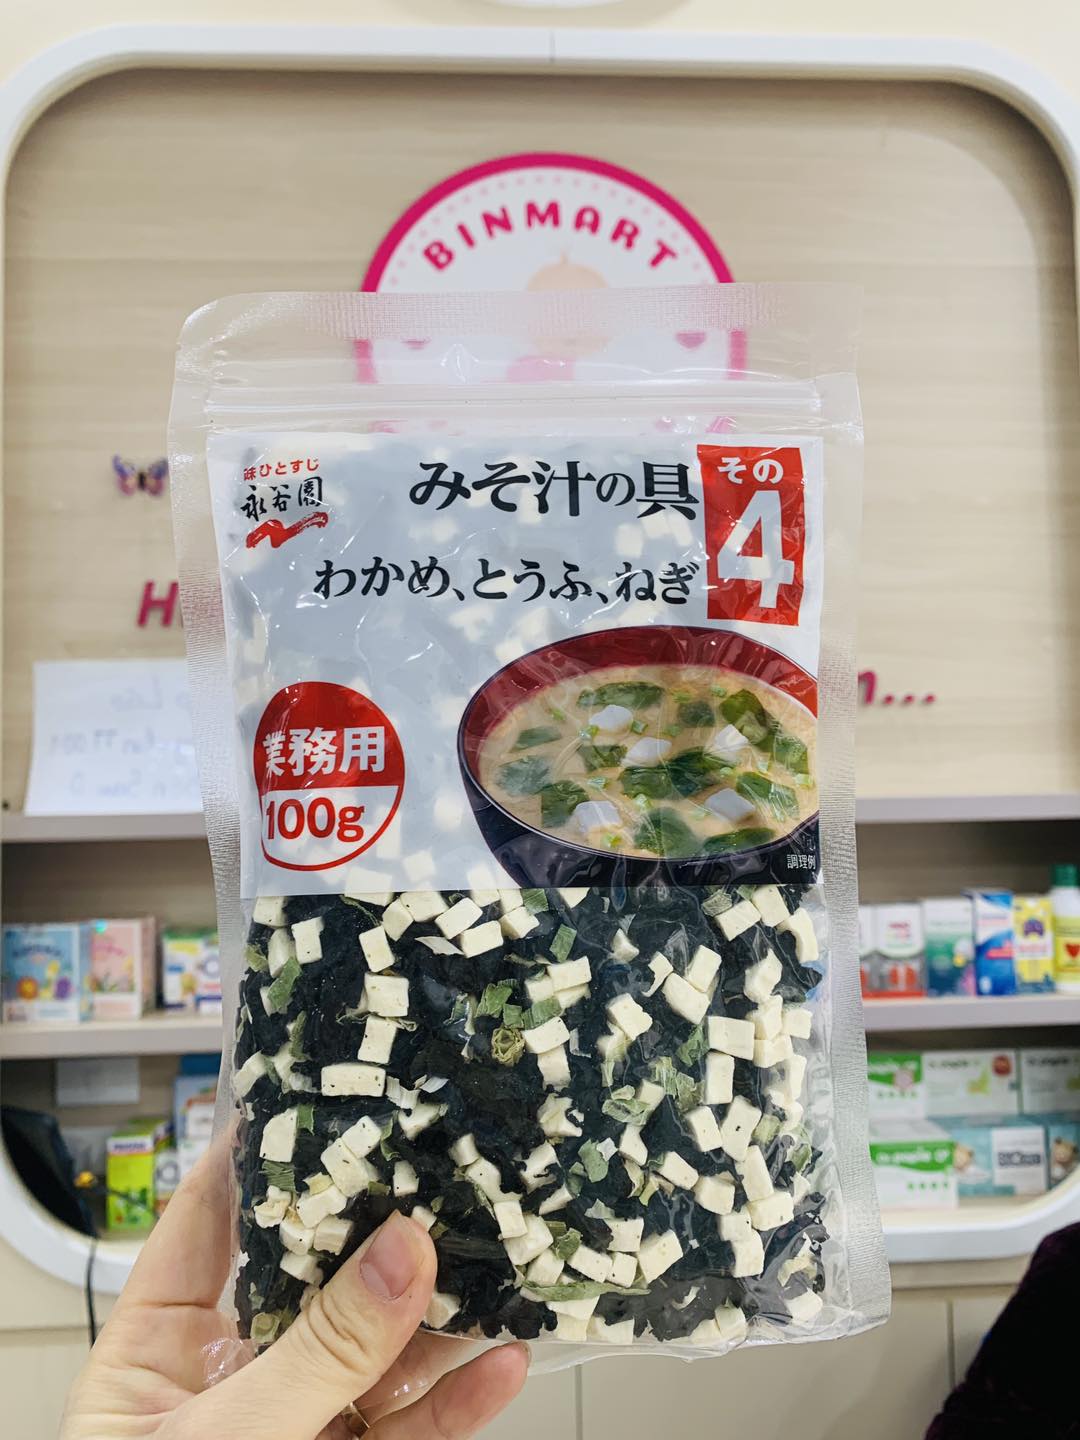 BINMART
味ひとすじ
永谷園
みそ汁の具
その
4
わかめ、とうふ、ねぎ
業務用
100g
調理例